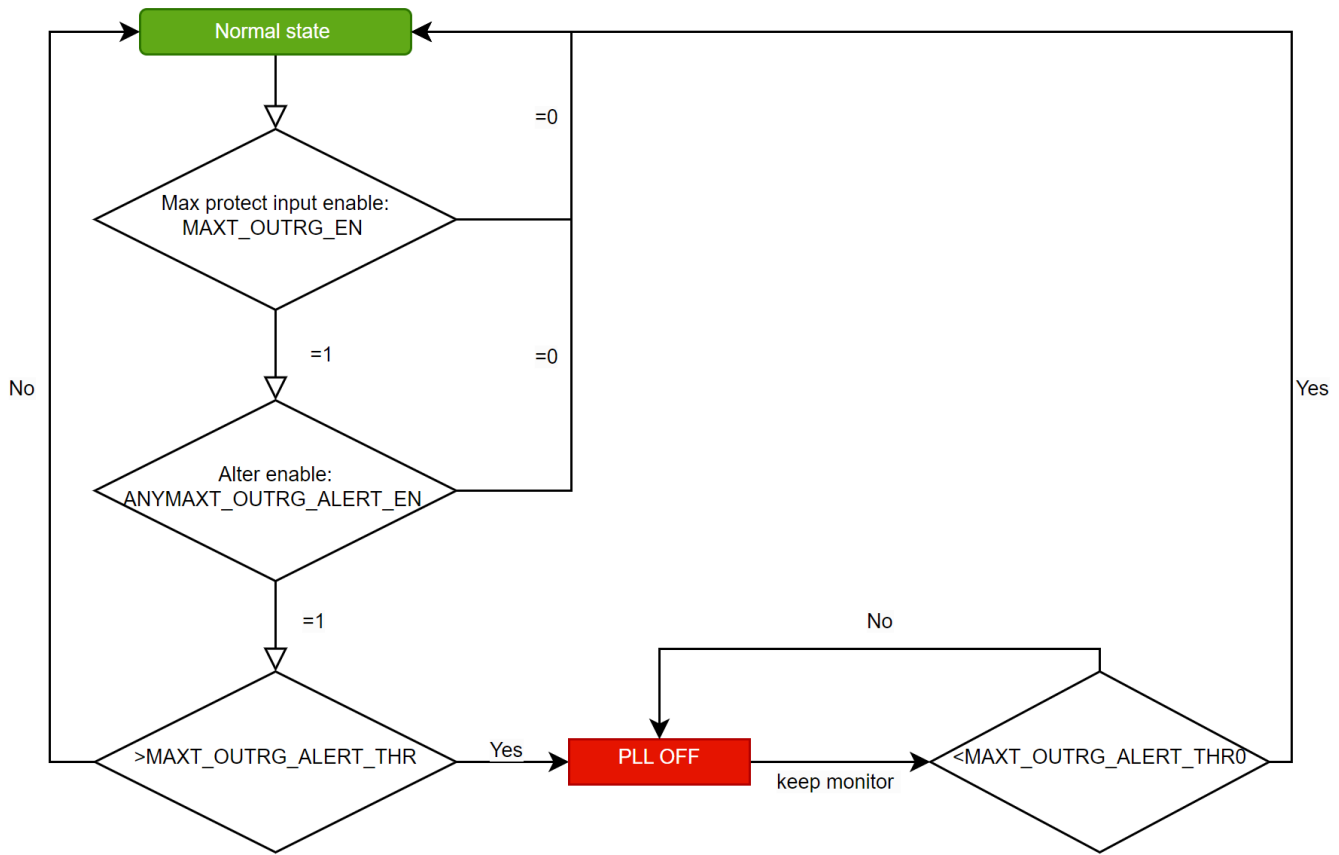 Normal state
=0
Max protect input enable:
MAXT_OUTRG_EN
=1
=0
No
Yes
Alter enable:
ANYMAXT_OUTRG_ALERT_EN
=1
No
>MAXT_OUTRG_ALERT_THR
Yes
PLL OFF
keep monitor
<MAXT_OUTRG_ALERT_THR0